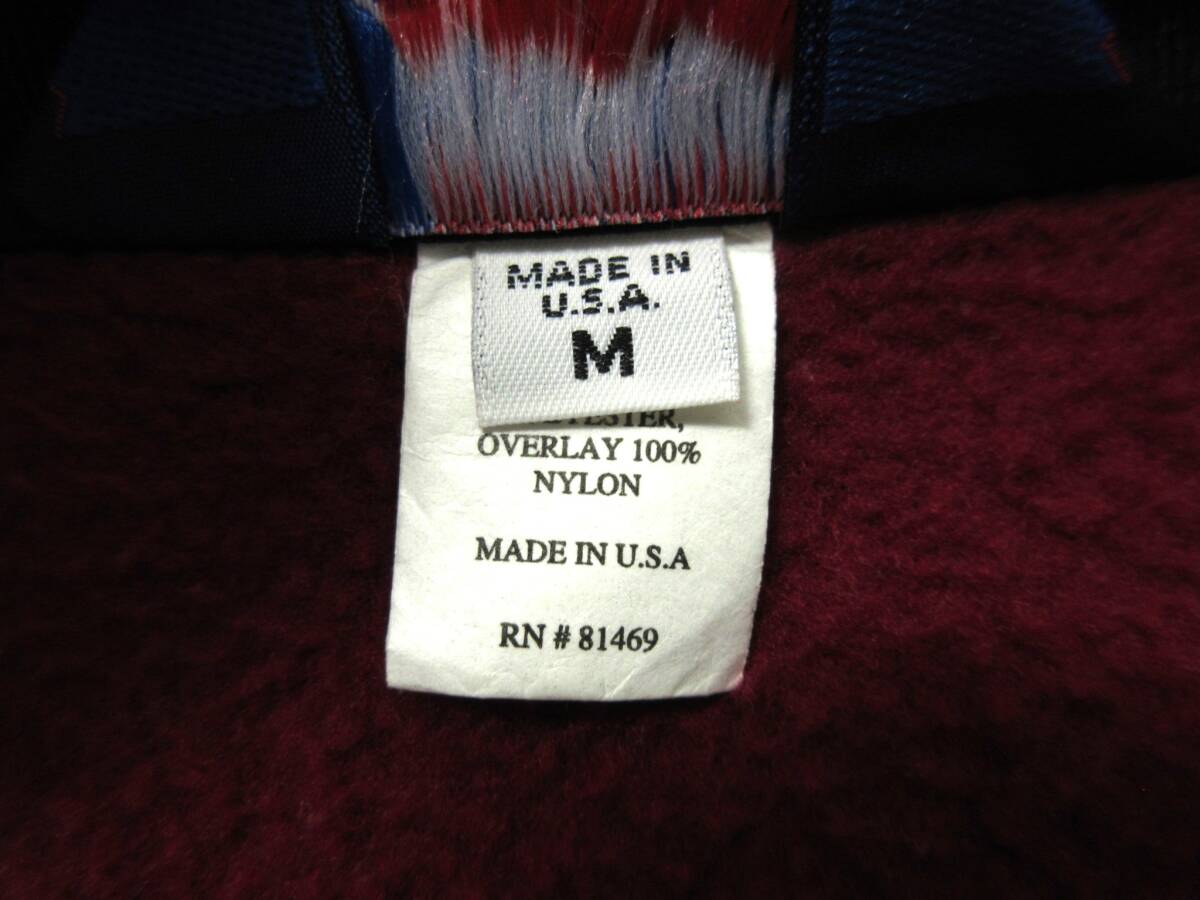 MADE IN
U.S.A.
M
OVERLAY 100%
NYLON
MADE IN U.S.A
RN # 81469